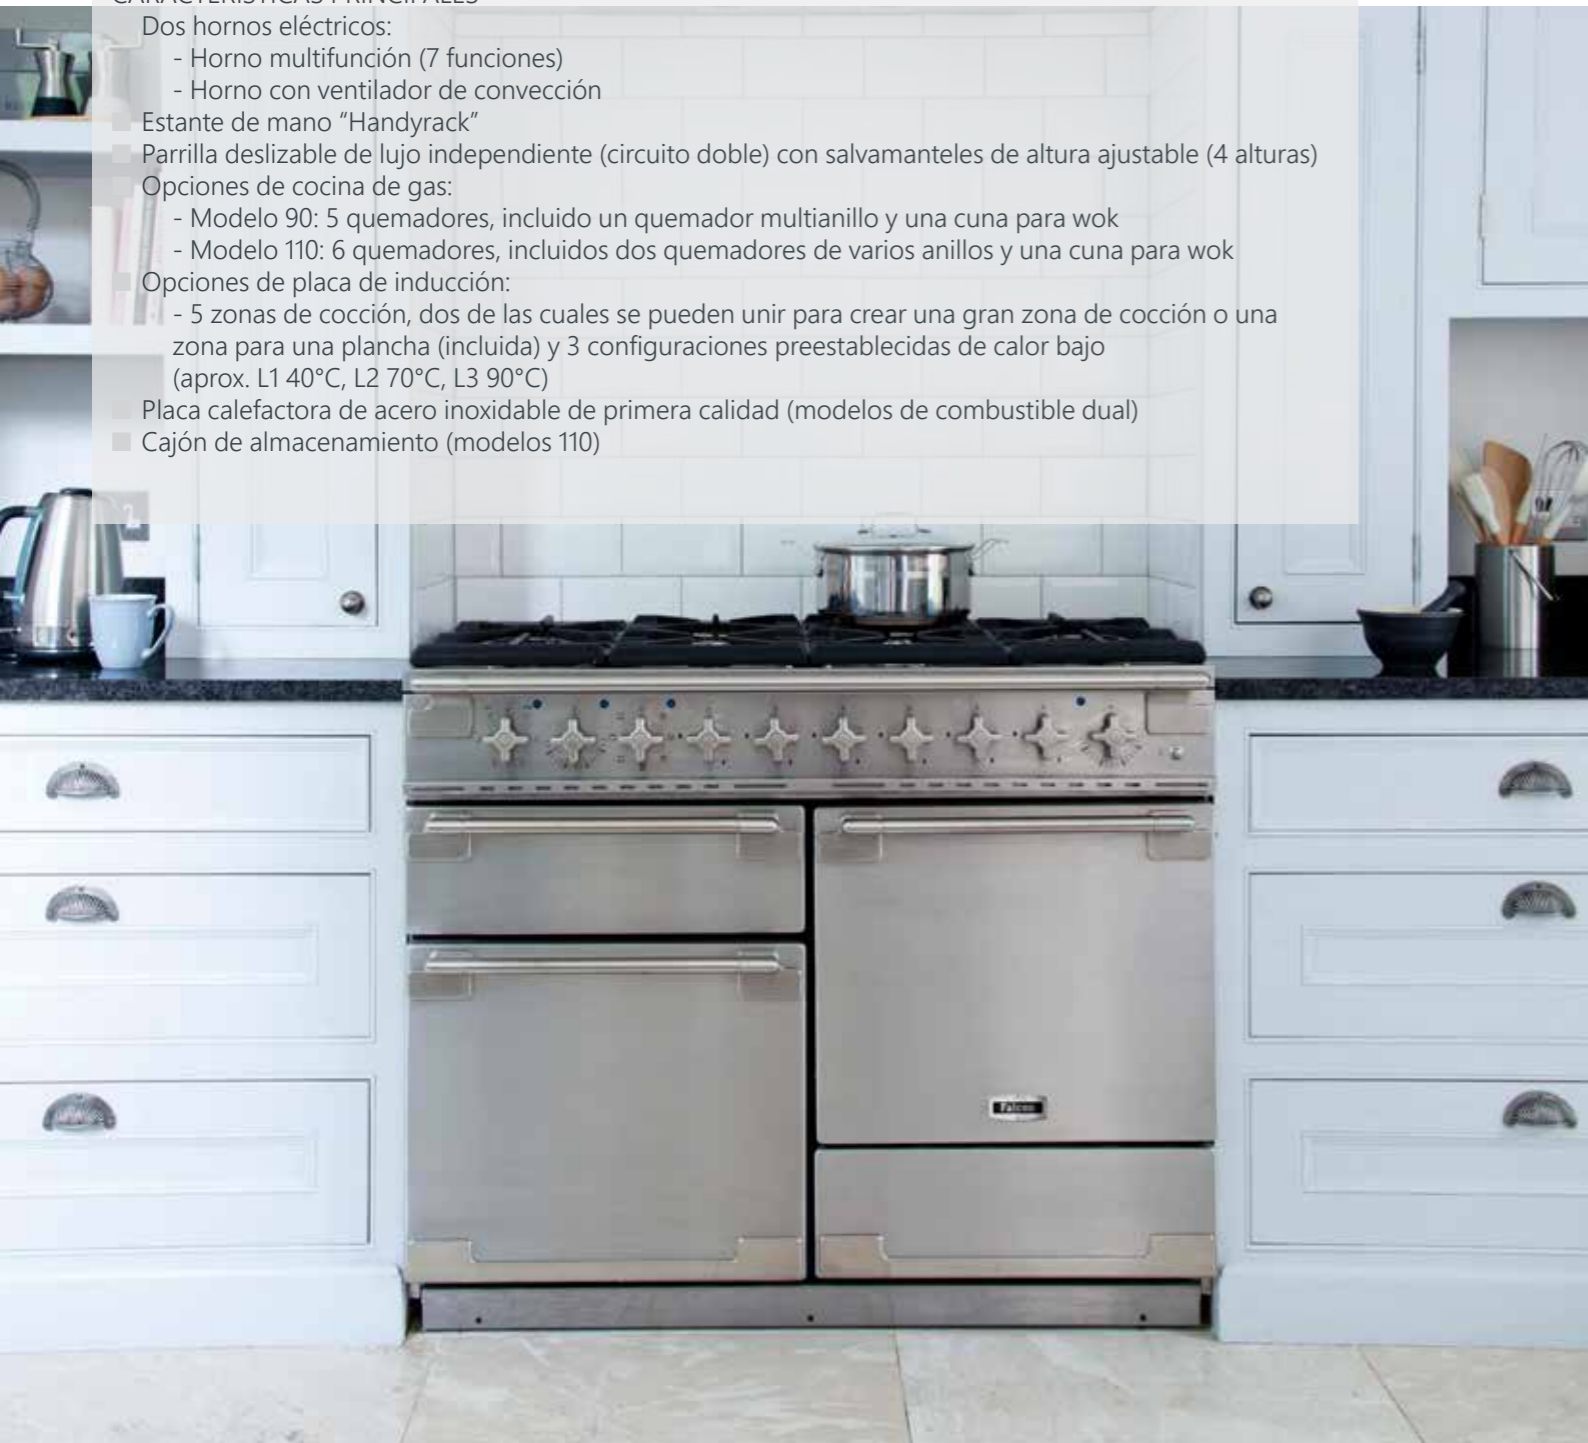 CARACTERÍSTICAS PRINCIPALES
Dos hornos eléctricos:
- Horno multifunción (7 funciones)
- Horno con ventilador de convección
Estante de mano “Handyrack”
Parrilla deslizable de lujo independiente (circuito doble) con salvamanteles de altura ajustable (4 alturas)
Opciones de cocina de gas:
- Modelo 90: 5 quemadores, incluido un quemador multianillo y una cuna para wok
- Modelo 110: 6 quemadores, incluidos dos quemadores de varios anillos y una cuna para wok
Opciones de placa de inducción:
- 5 zonas de cocción, dos de las cuales se pueden unir para crear una gran zona de cocción o una
zona para una plancha (incluida) y 3 configuraciones preestablecidas de calor bajo
(aprox. L1 40°C, L2 70°C, L3 90°C)
Placa calefactora de acero inoxidable de primera calidad (modelos de combustible dual)
Cajón de almacenamiento (modelos 110)
Falcon